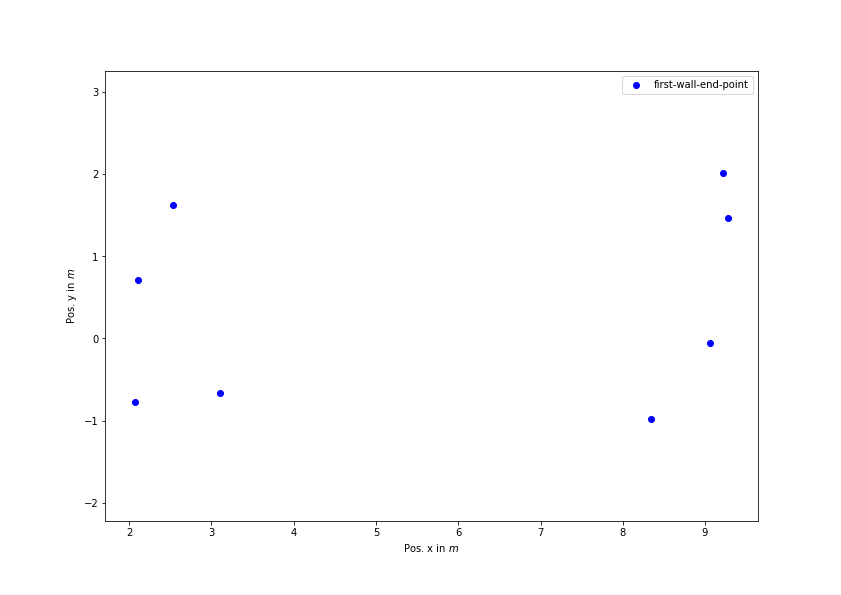 first-wall-end-point
3
2
1
0
−1
−2
Pos. y in m
2 3 4 5 6 7 8 9
Pos. x in m